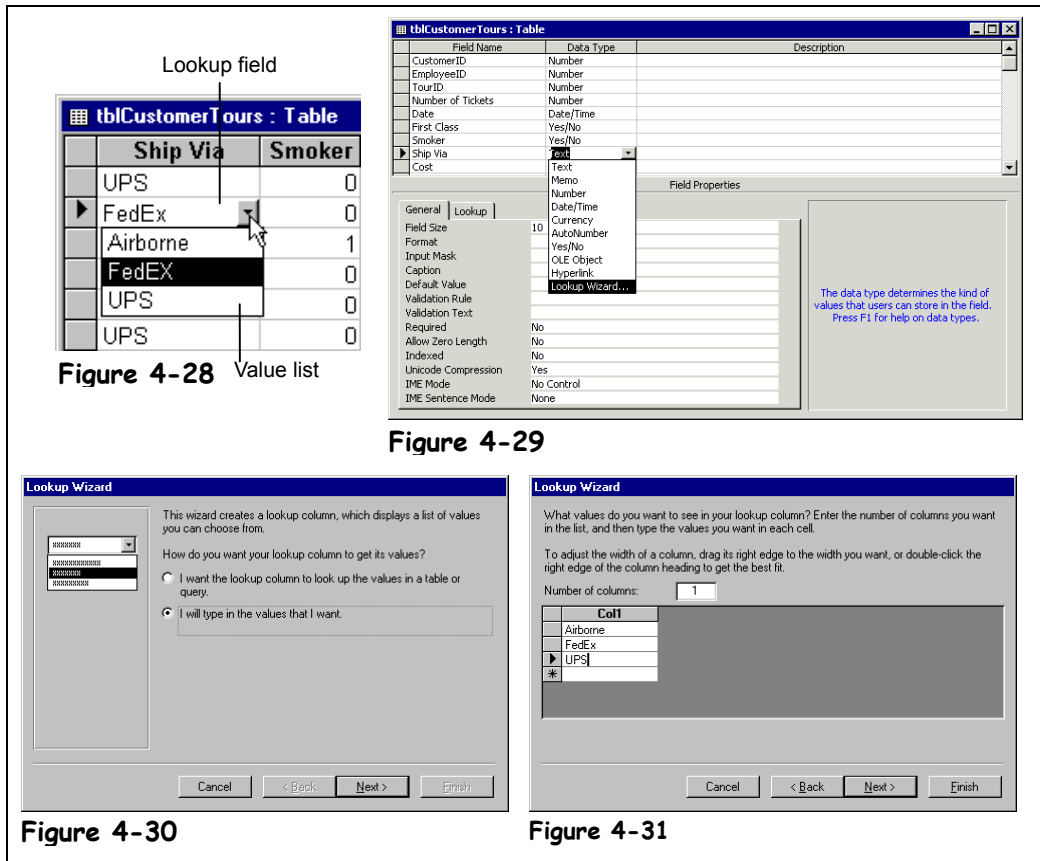 Lookup field
tblCustomerTours : Table
Ship Via Smoker
UPS 0
FedEx 0
Airborne 1
FedEX 0
UPS 0
UPS 0
Figure 4-28 Value list
tblCustomerTours : Table
Field Name Data Type Description
CustomerID Number
EmployeeID Number
TourID Number
Number of Tickets Number
Date Date/Time
First Class Yes/No
Smoker Yes/No
Ship Via Text
Cost Text
Memo
Number
Date/Time
Currency
AutoNumber
Yes/No
OLE Object
Hyperlink
Lookup Wizard...
Field Properties
General Lookup
Field Size 10
Format
Input Mask
Caption
Default Value
Validation Rule
Validation Text
Required No
Allow Zero Length No
Indexed No
Unicode Compression Yes
IME Mode No Control
IME Sentence Mode None
The data type determines the kind of
values that users can store in the field.
Press F1 for help on data types.
Figure 4-29
Lookup Wizard
This wizard creates a lookup column, which displays a list of values
you can choose from.
How do you want your lookup column to get its values?
I want the lookup column to look up the values in a table or
query.
I will type in the values that I want.
xxxxxxx
xxxxxxxxxxxx
xxxxxxx
xxxxxxxxx
Cancel < Back Next > Finish
Figure 4-30
Lookup Wizard
What values do you want to see in your lookup column? Enter the number of columns you want
in the list, and then type the values you want in each cell.
To adjust the width of a column, drag its right edge to the width you want, or double-click the
right edge of the column heading to get the best fit.
Number of columns: 1
Col1
Airborne
FedEx
UPS
Cancel < Back Next > Finish
Figure 4-31